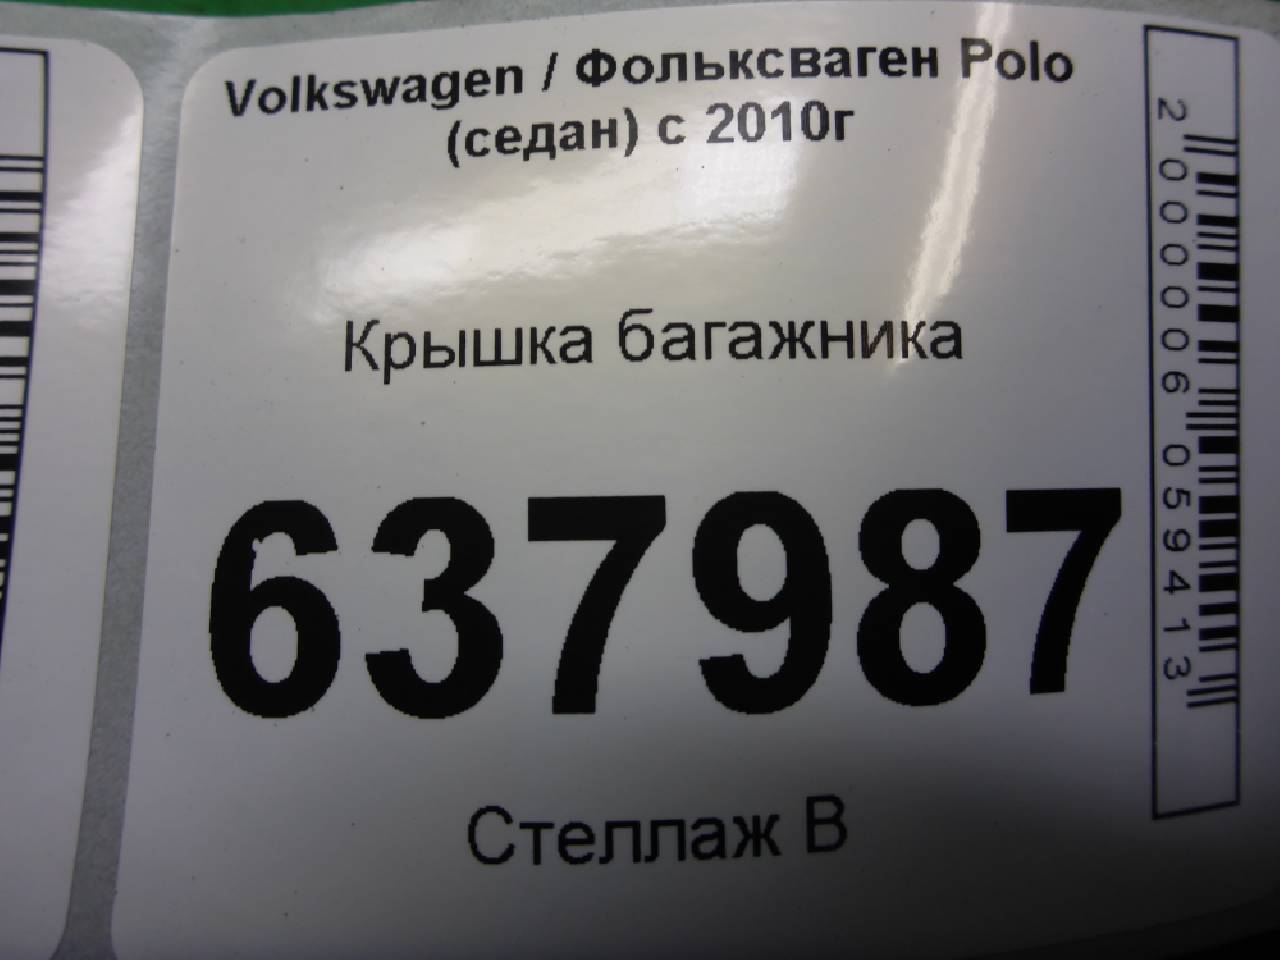 Volkswagen / Фольксваген Polo
(седан) с 2010г
Крышка багажника
637987
Стеллаж В
2 000006 059413